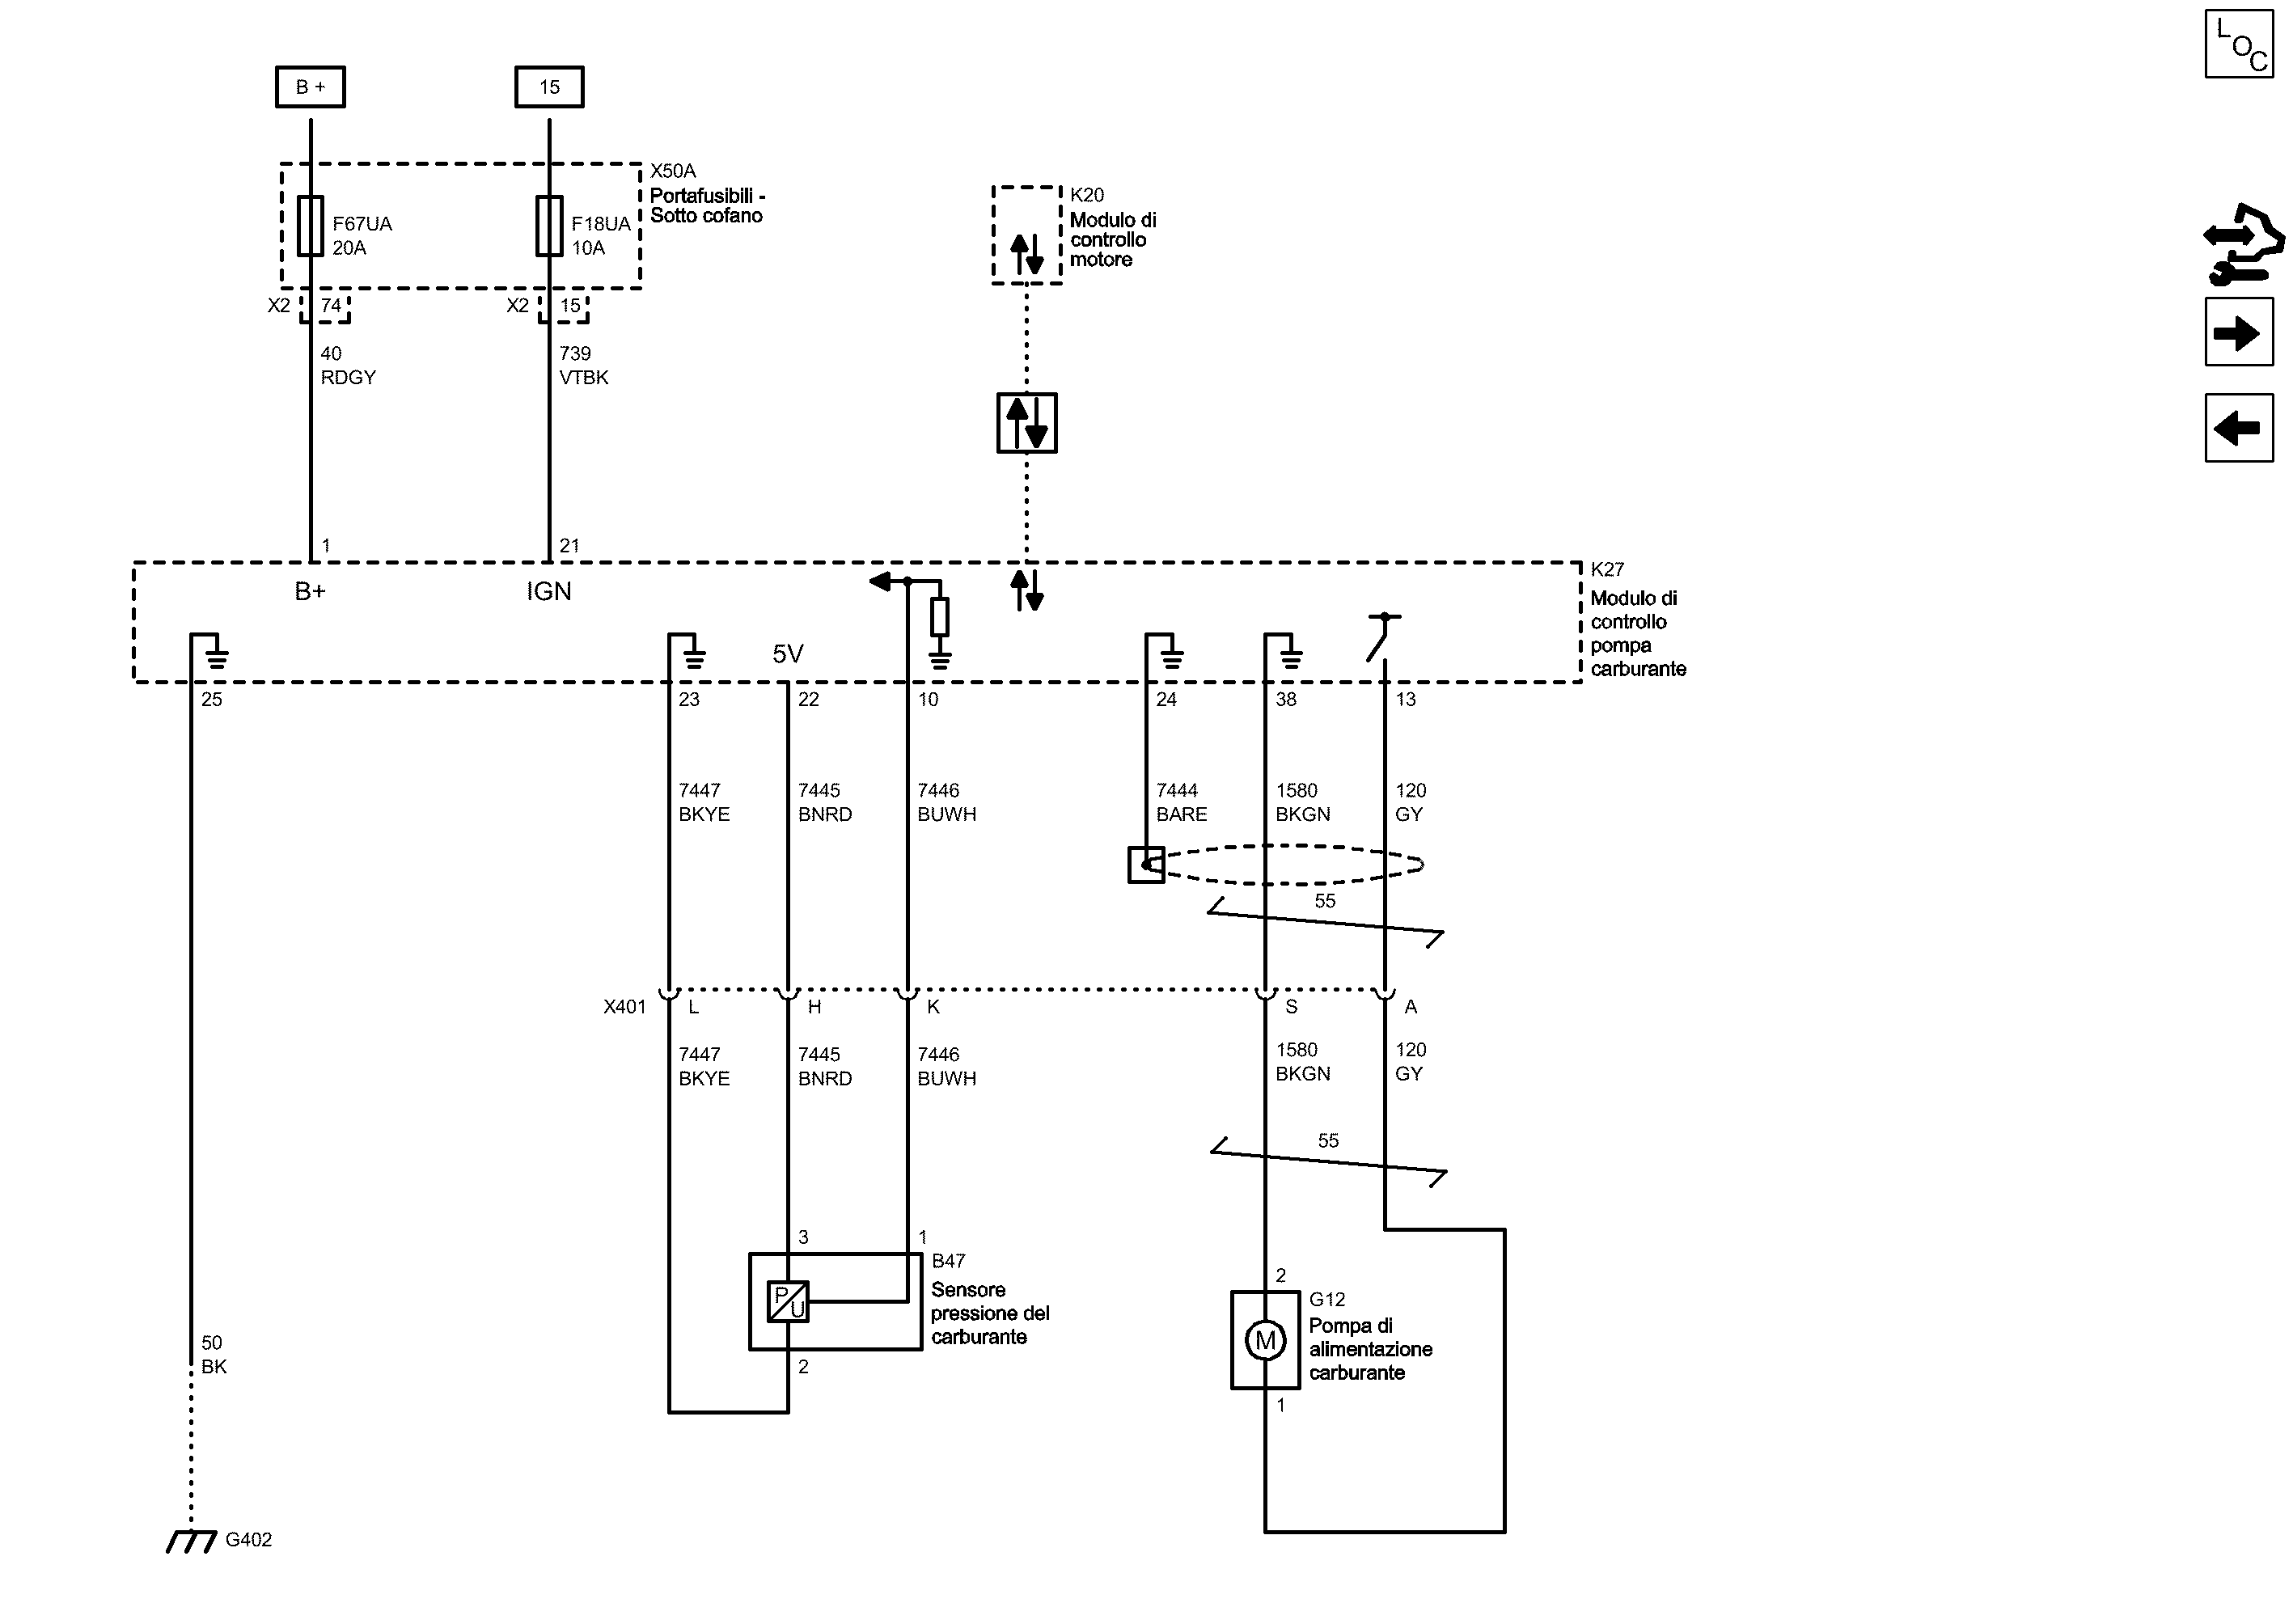 LOC
B +
15
X50A
Portafusibili -
Sotto cofano
F67UA
20A
F18UA
10A
K20
Modulo di
controllo
motore
X2
74
X2
15
40
RDGY
739
VTBK
1
21
B+
IGN
5V
K27
Modulo di
controllo
pompa
carburante
25
23
22
10
24
38
13
7447
BKYE
7445
BNRD
7446
BUWH
7444
BARE
1580
BKGN
120
GY
55
X401
L
H
K
S
A
7447
BKYE
7445
BNRD
7446
BUWH
1580
BKGN
120
GY
55
3
1
B47
Sensore
pressione del
carburante
P
U
2
2
G12
Pompa di
alimentazione
carburante
M
1
50
BK
G402